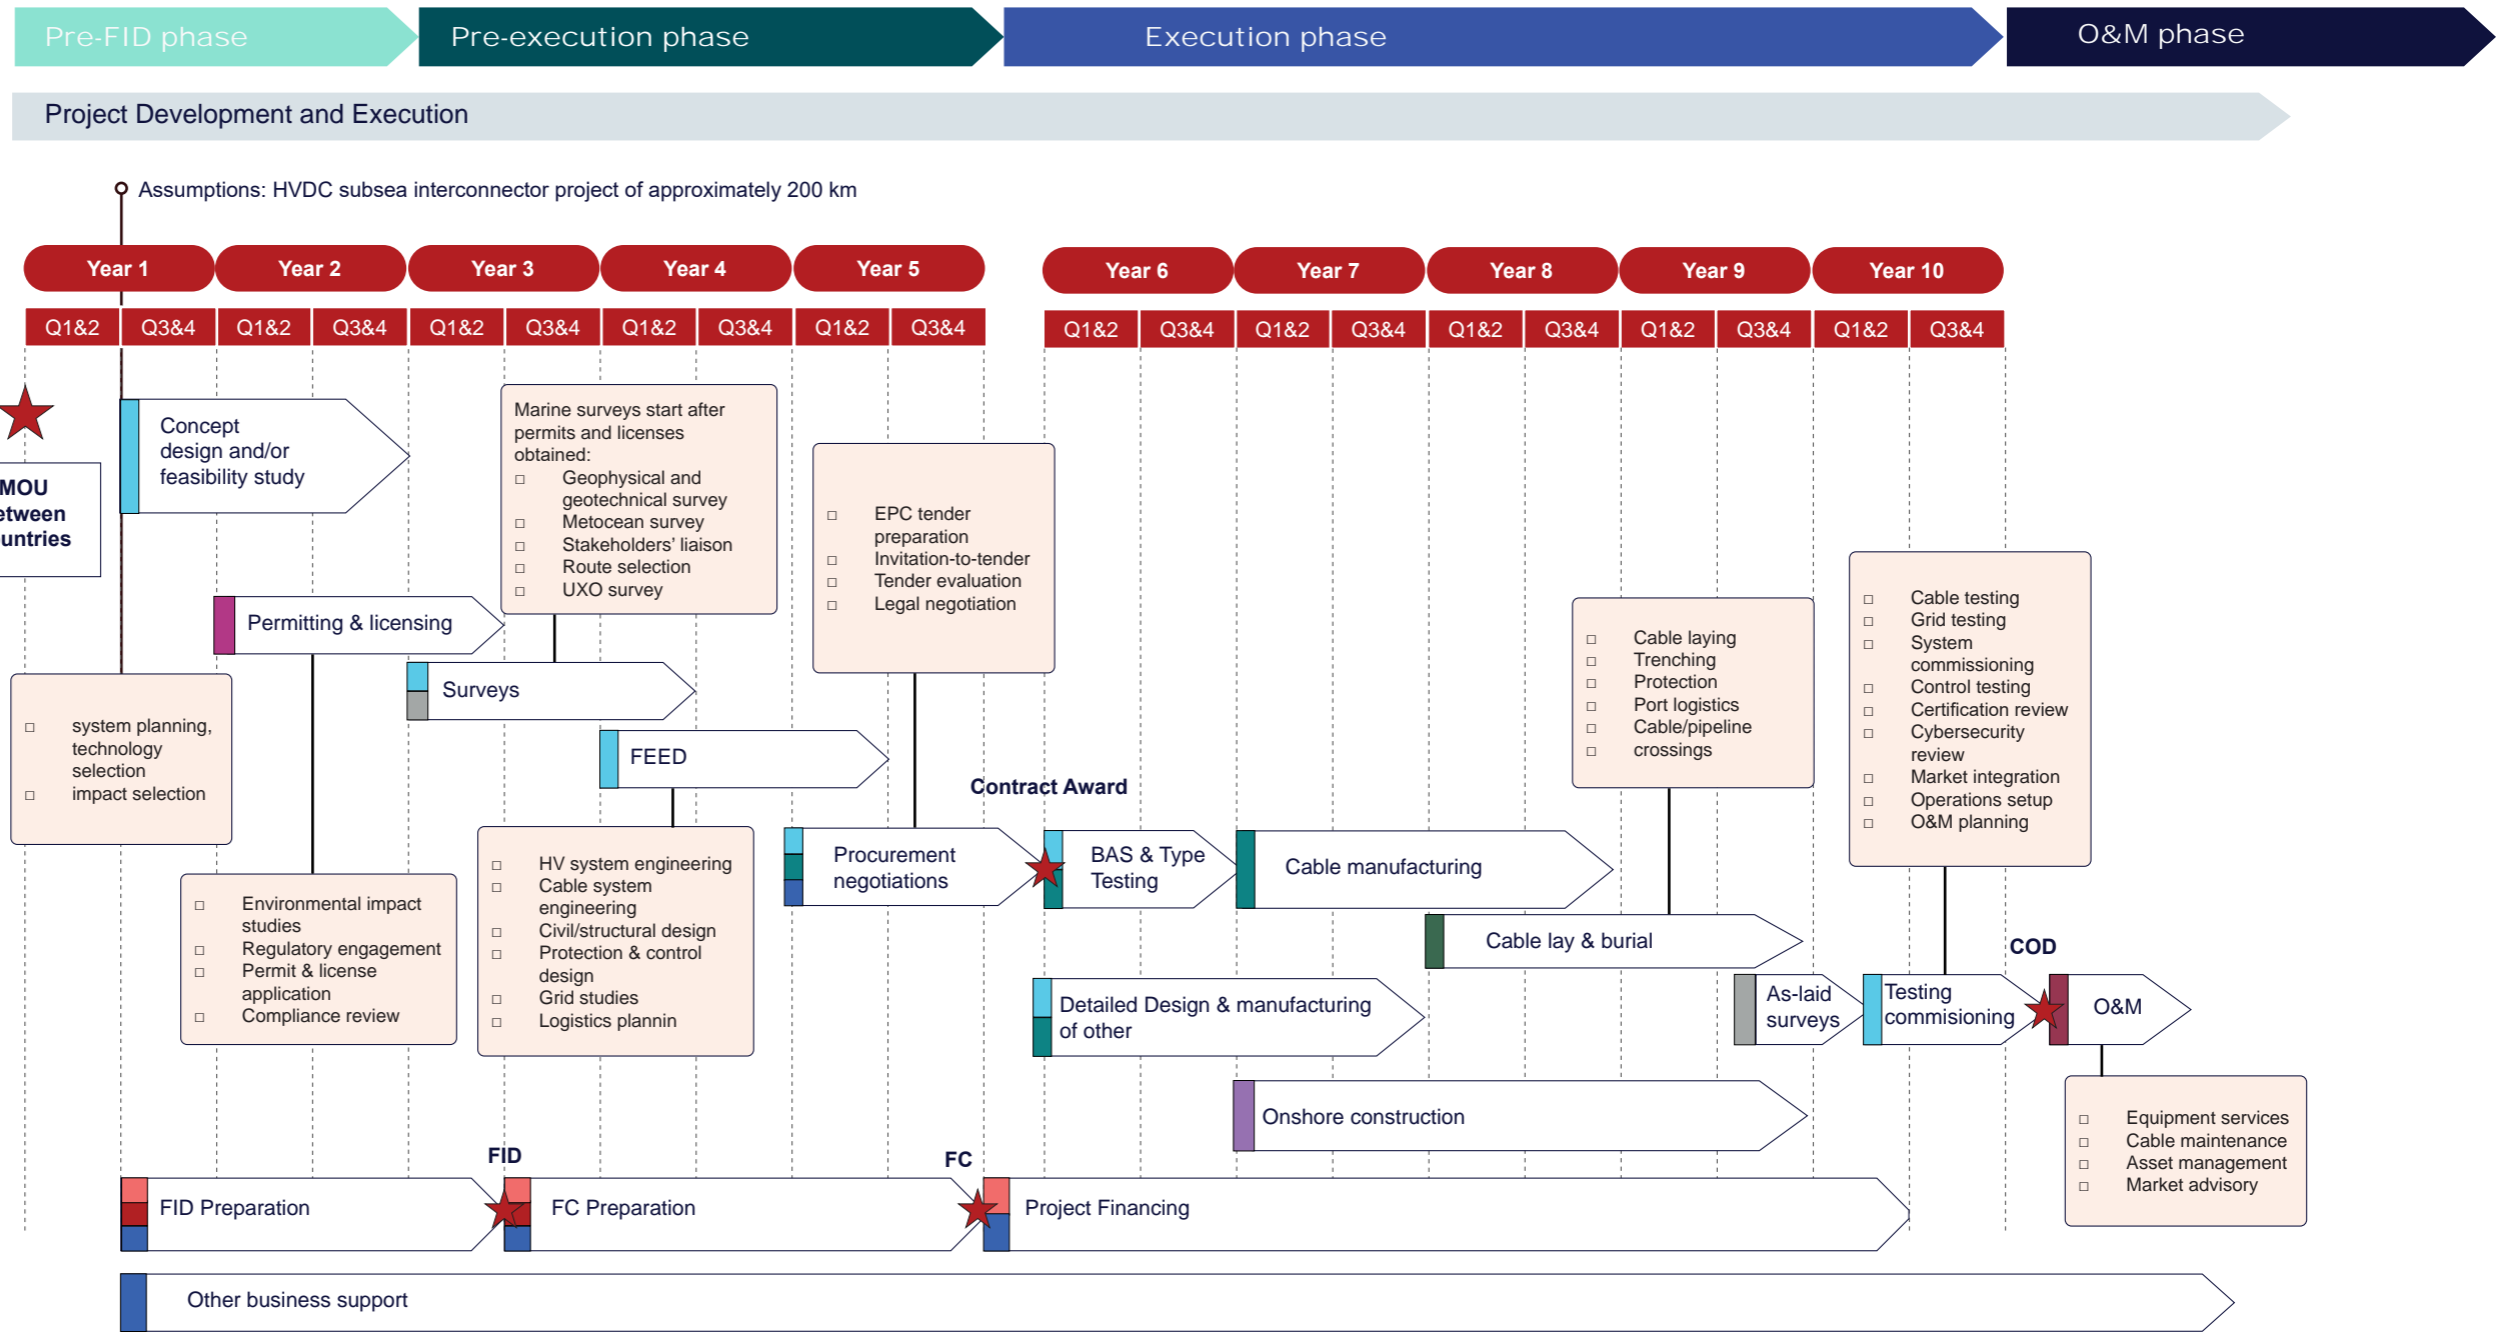 Pre-FID phase
Pre-execution phase
Execution phase
O&M phase
Project Development and Execution
Assumptions: HVDC subsea interconnector project of approximately 200 km
Year 1
Year 2
Year 3
Year 4
Year 5
Year 6
Year 7
Year 8
Year 9
Year 10
Q1&2
Q3&4
Q1&2
Q3&4
Q1&2
Q3&4
Q1&2
Q3&4
Q1&2
Q3&4
Q1&2
Q3&4
Q1&2
Q3&4
Q1&2
Q3&4
Q1&2
Q3&4
Q1&2
Q3&4
MOU
etween
untries
Concept
design and/or
feasibility study
system planning,
technology
selection
impact selection
Permitting & licensing
Environmental impact
studies
Regulatory engagement
Permit & license
application
Compliance review
Marine surveys start after
permits and licenses
obtained:
Geophysical and
geotechnical survey
Metocean survey
Stakeholders’ liaison
Route selection
UXO survey
Surveys
FEED
HV system engineering
Cable system
engineering
Civil/structural design
Protection & control
design
Grid studies
Logistics plannin
EPC tender
preparation
Invitation-to-tender
Tender evaluation
Legal negotiation
Procurement
negotiations
Contract Award
BAS & Type
Testing
Cable manufacturing
Cable laying
Trenching
Protection
Port logistics
Cable/pipeline
crossings
Cable lay & burial
Detailed Design & manufacturing
of other
Onshore construction
Cable testing
Grid testing
System
commissioning
Control testing
Certification review
Cybersecurity
review
Market integration
Operations setup
O&M planning
As-laid
surveys
Testing
commisioning
COD
O&M
Equipment services
Cable maintenance
Asset management
Market advisory
FID
FC
FID Preparation
FC Preparation
Project Financing
Other business support